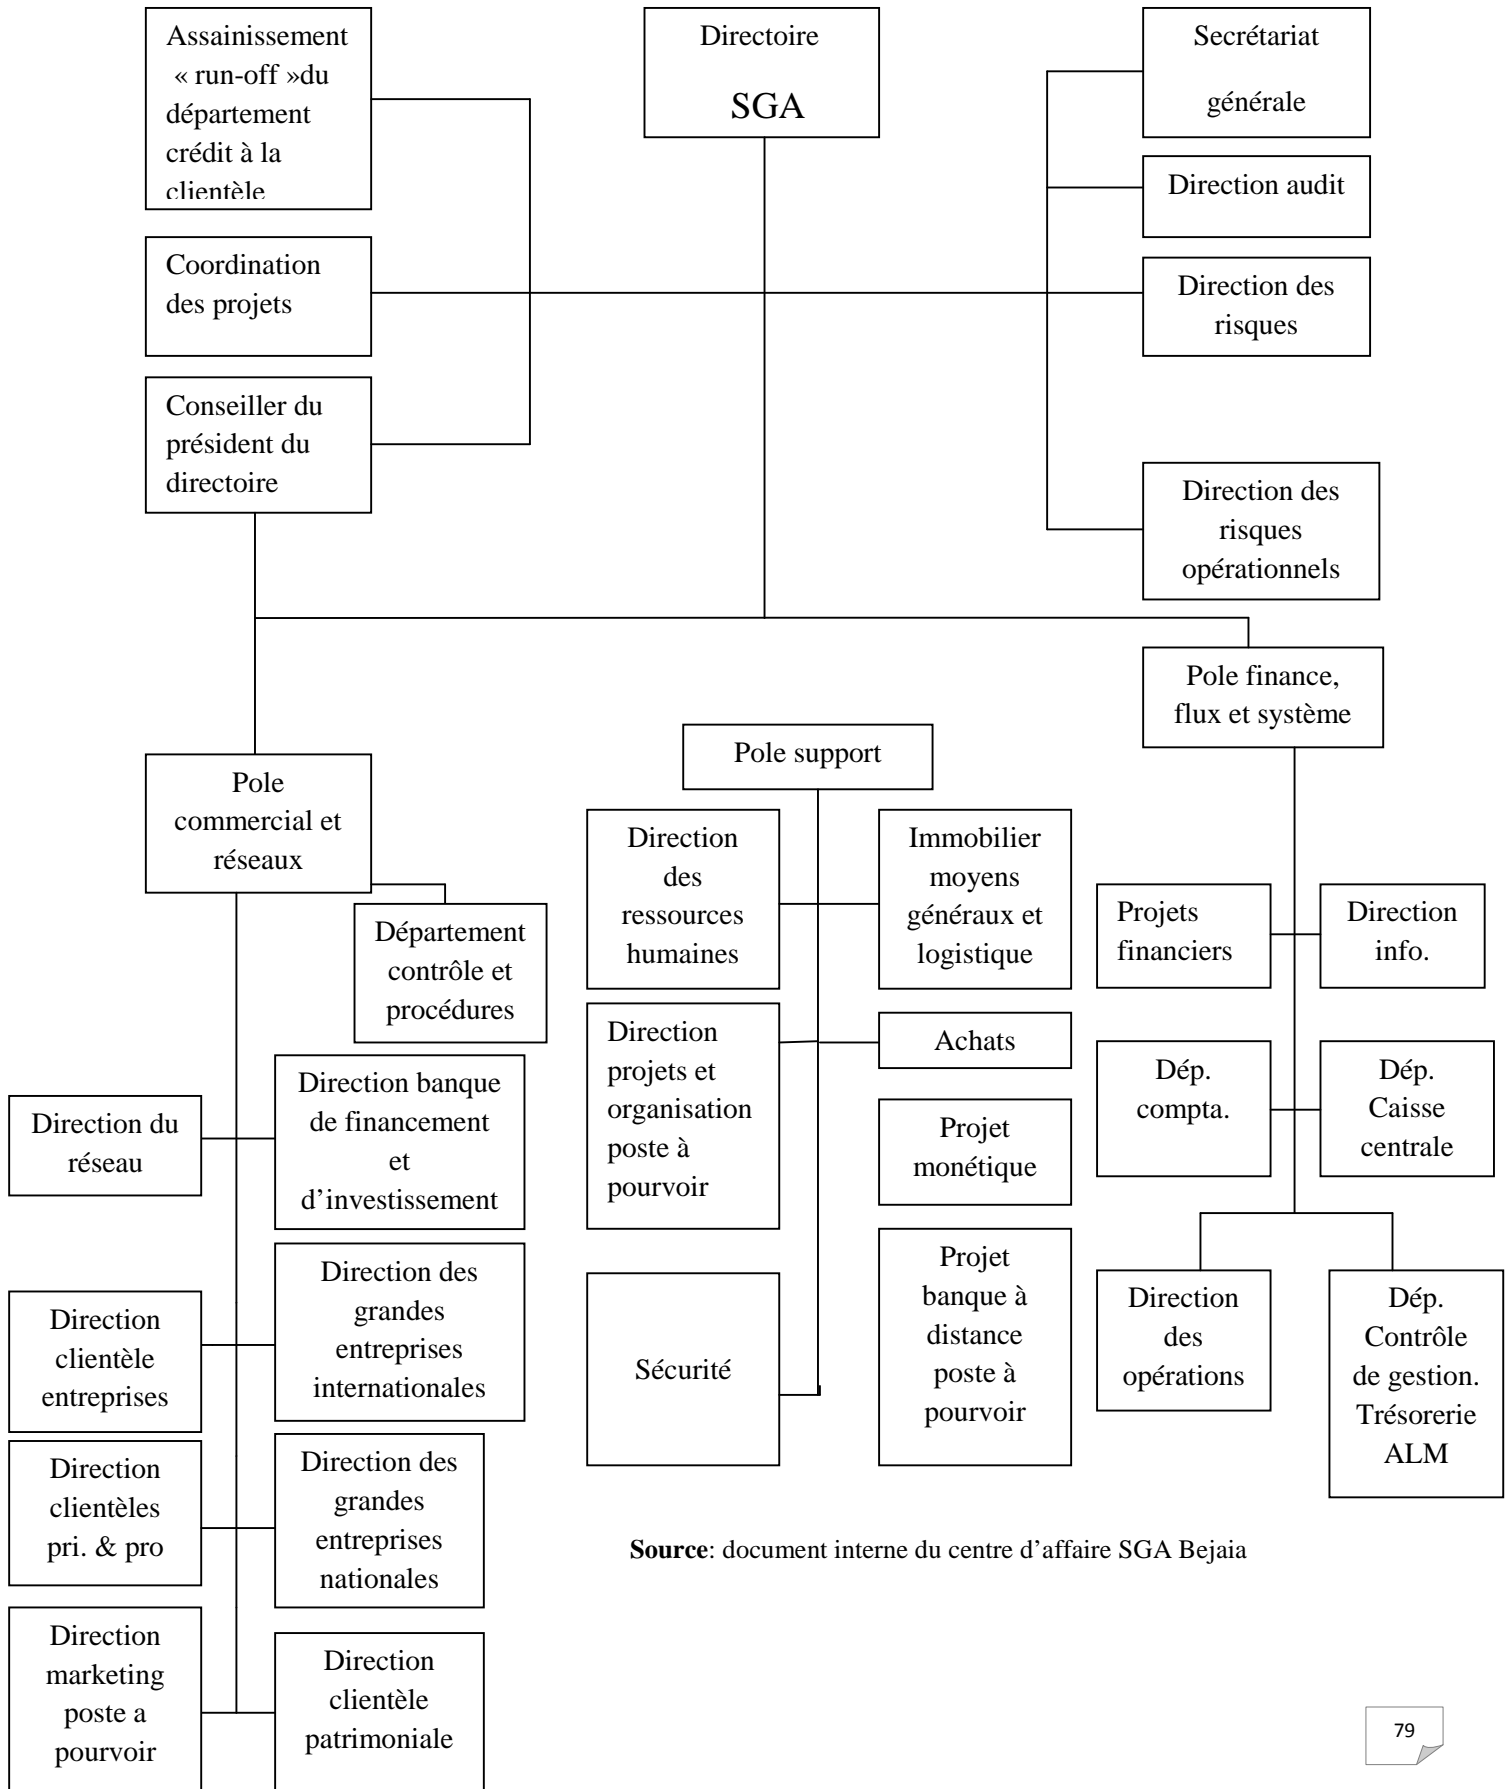 Assainissement
« run-off »du
département
crédit à la
clientèle
Directoire
SGA
Secrétariat
générale
Direction audit
Coordination
des projets
Direction des
risques
Conseiller du
président du
directoire
Direction des
risques
opérationnels
Pole finance,
flux et système
Pole support
Pole
commercial et
réseaux
Département
contrôle et
procédures
Direction du
réseau
Direction banque
de financement
et
d’investissement
Direction
clientèle
entreprises
Direction des
grandes
entreprises
internationales
Direction
clientèles
pri. & pro
Direction des
grandes
entreprises
nationales
Direction
marketing
poste a
pourvoir
Direction
clientèle
patrimoniale
Direction
des
ressources
humaines
Immobilier
moyens
généraux et
logistique
Direction
projets et
organisation
poste à
pourvoir
Achats
Projet
monétique
Sécurité
Projet
banque à
distance
poste à
pourvoir
Projets
financiers
Direction
info.
Dép.
compta.
Dép.
Caisse
centrale
Direction
des
opérations
Dép.
Contrôle
de gestion.
Trésorerie
ALM
Source: document interne du centre d’affaire SGA Bejaia
79